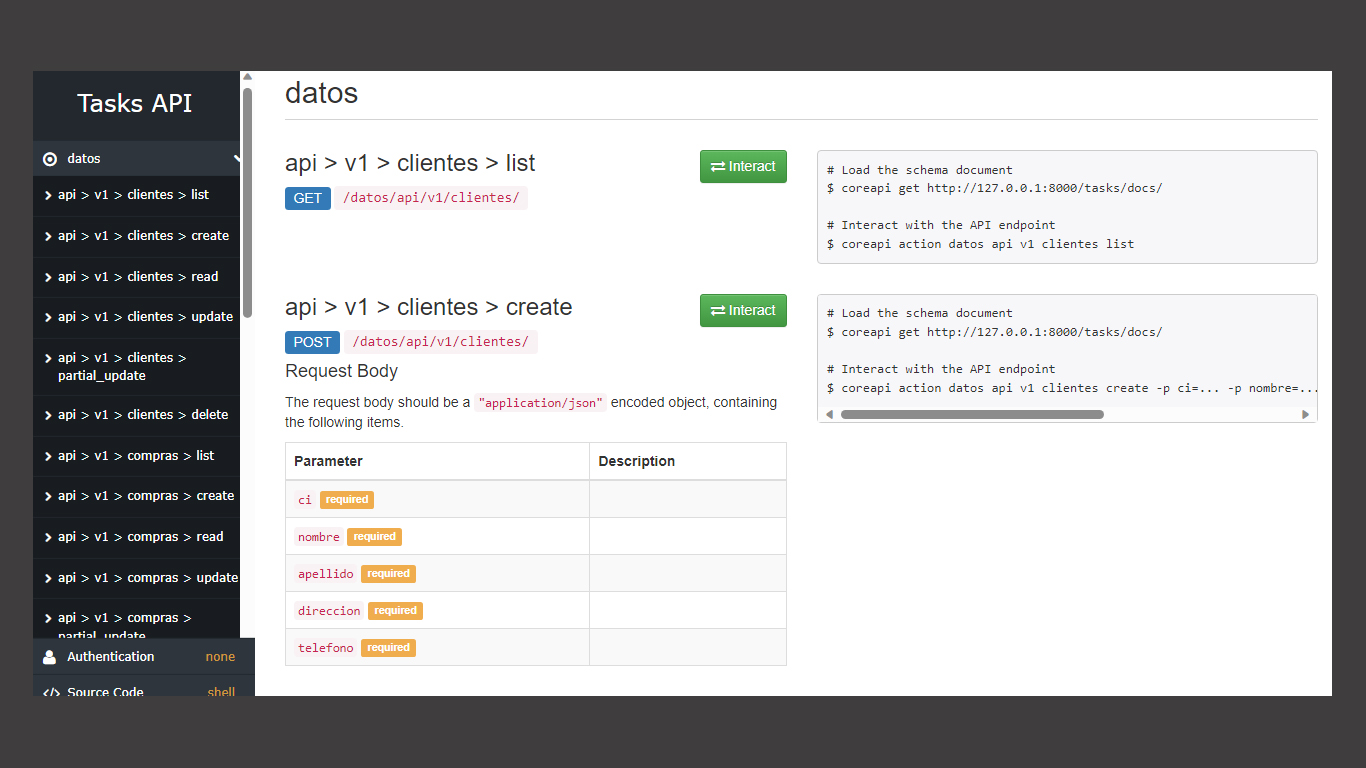 Tasks API
datos
api > v1 > clientes > list
api > v1 > clientes > create
api > v1 > clientes > read
api > v1 > clientes > update
api > v1 > clientes >
partial_update
api > v1 > clientes > delete
api > v1 > compras > list
api > v1 > compras > create
api > v1 > compras > read
api > v1 > compras > update
api > v1 > compras >
partial_update
Authentication none
Source Code shell
datos
api > v1 > clientes > list
Interact
GET /datos/api/v1/clientes/
# Load the schema document
$ coreapi get http://127.0.0.1:8000/tasks/docs/
# Interact with the API endpoint
$ coreapi action datos api v1 clientes list
api > v1 > clientes > create
Interact
POST /datos/api/v1/clientes/
Request Body
The request body should be a "application/json" encoded object, containing
the following items.
Parameter Description
ci required
nombre required
apellido required
direccion required
telefono required
# Load the schema document
$ coreapi get http://127.0.0.1:8000/tasks/docs/
# Interact with the API endpoint
$ coreapi action datos api v1 clientes create -p ci=... -p nombre=...